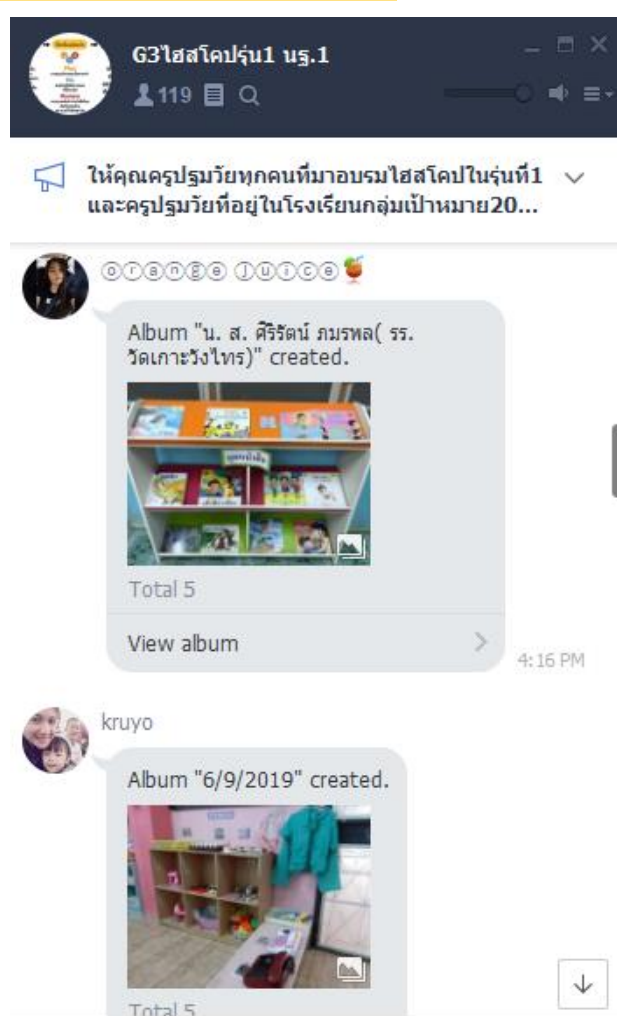 G3ไฮสโคปรุ่น1 นฐ.1
119
ให้คุณครูปฐมวัยทุกคนที่มาอบรมไฮสโคปในรุ่นที่1
และครูปฐมวัยที่อยู่ในโรงเรียนกลุ่มเป้าหมาย20...
ⓞⓡⓐⓝⓖⓔ ⓙⓤⓘⓒⓔ🍹
Album "น. ส. ศิริรัตน์ ภมรพล( รร.
วัดเกาะวังไทร)" created.
Total 5
View album
4:16 PM
kruyo
Album "6/9/2019" created.
Total 5